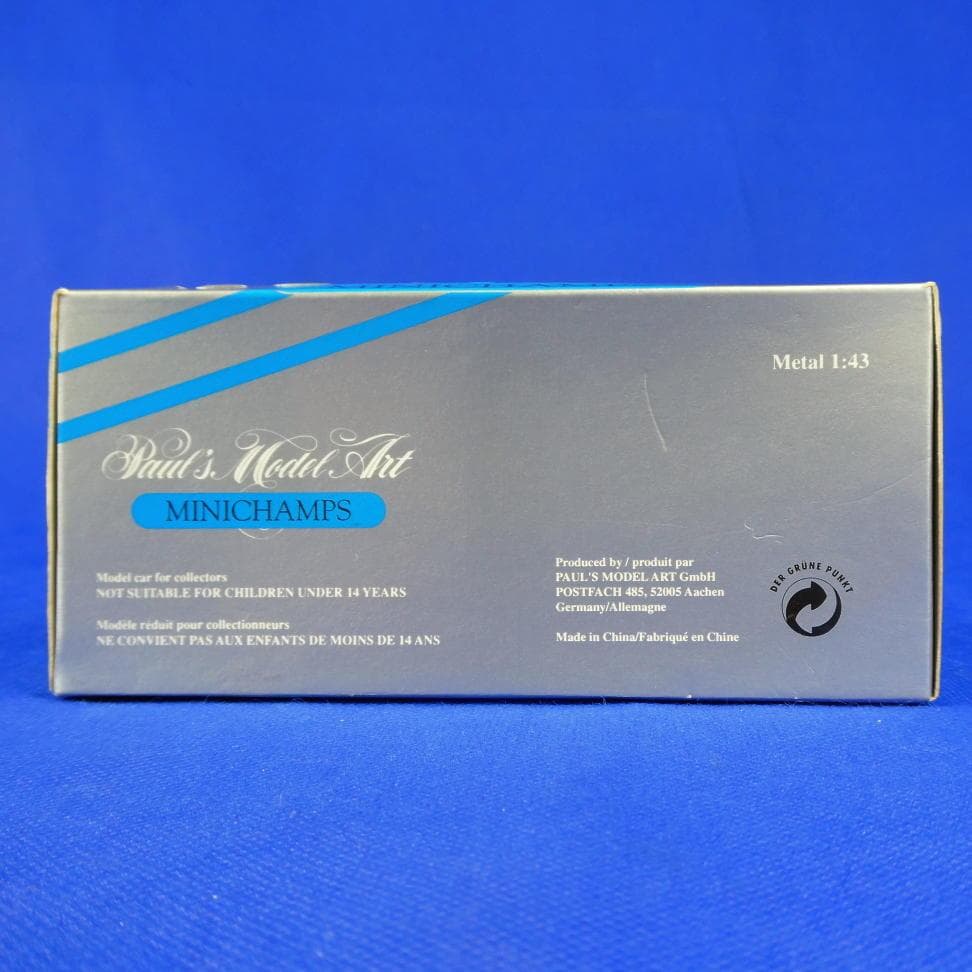 Metal 1:43
Paul's Model Art
MINICHAMPS
Model car for collectors
NOT SUITABLE FOR CHILDREN UNDER 14 YEARS
Modèle réduit pour collectionneurs
NE CONVIENT PAS AUX ENFANTS DE MOINS DE 14 ANS
Produced by / produit par
PAUL'S MODEL ART GmbH
POSTFACH 485, 52005 Aachen
Germany/Allemagne
Made in China/Fabriqué en Chine
DER GRÜNE PUNKT